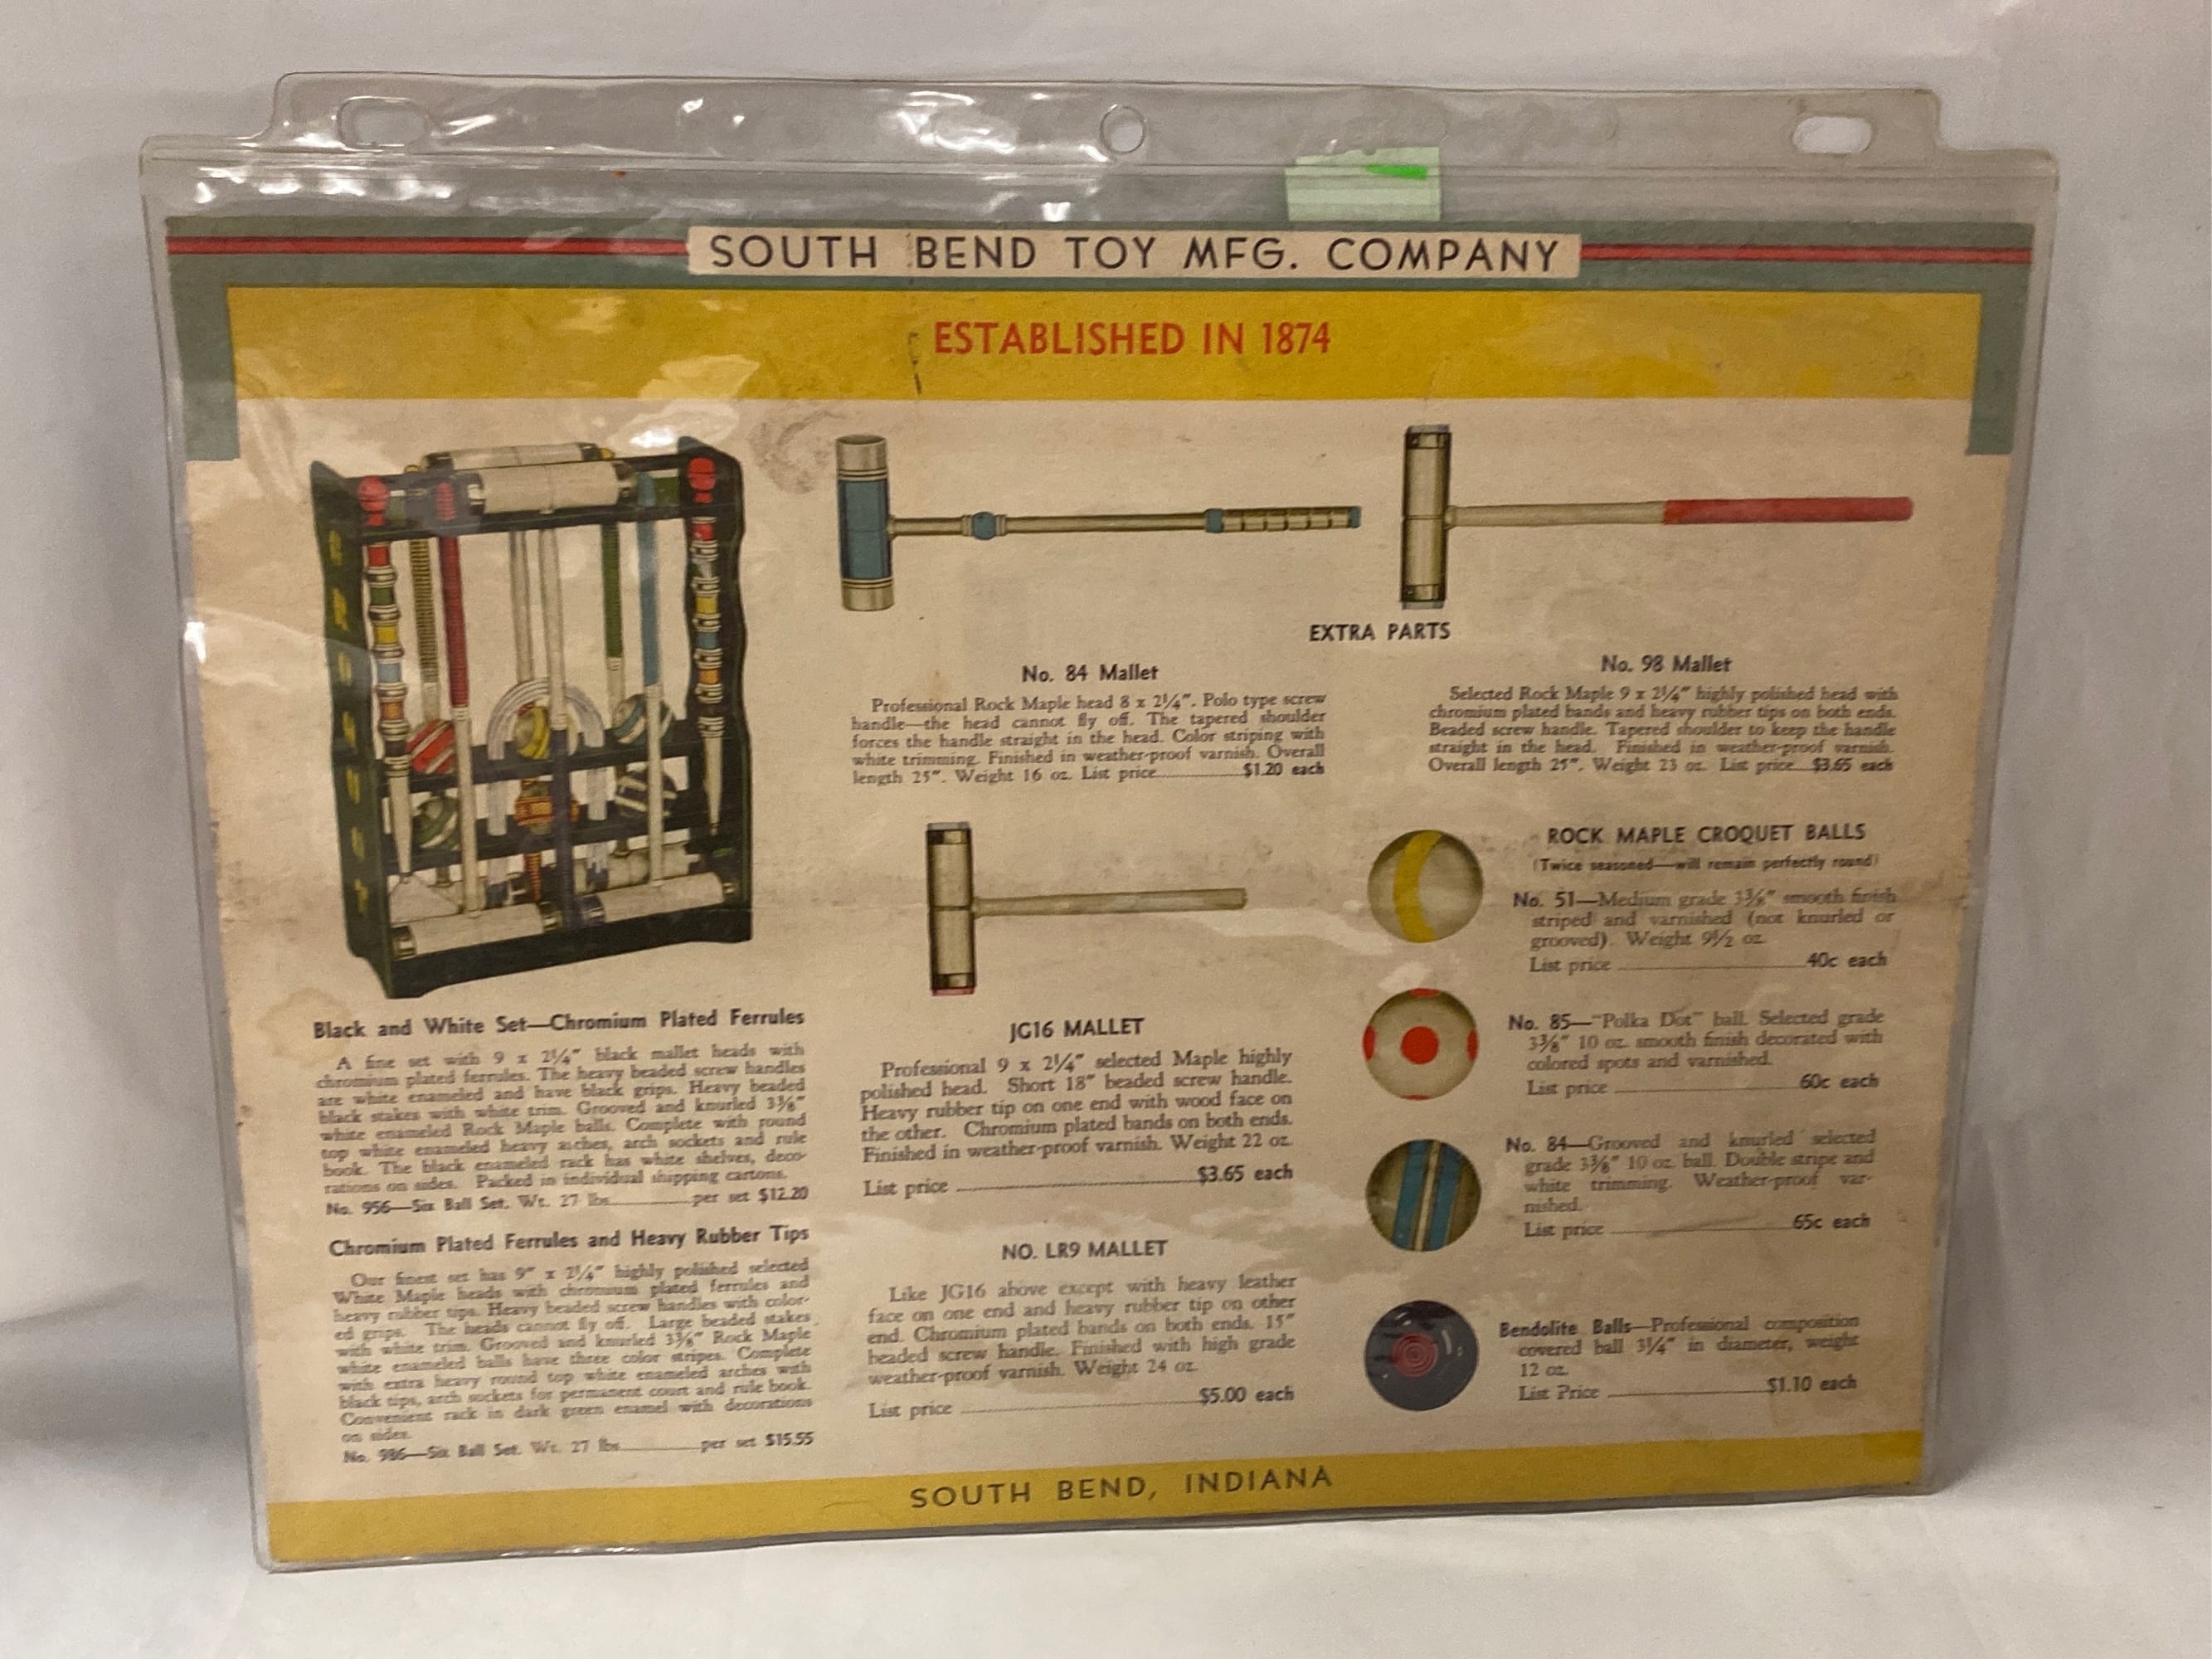 SOUTH BEND TOY MFG. COMPANY
ESTABLISHED IN 1874
EXTRA PARTS
Black and White Set—Chromium Plated Ferrules
A fine set with 9 x 2¼" black mallet heads with
chromium plated ferrules. The heavy beaded screw handles
are white enameled and have black grips. Heavy beaded
black stakes with white trim. Grooved and knurled 3⅜"
white enameled Rock Maple balls. Complete with round
top white enameled heavy arches, arch sockets and rule
book. The black enameled rack has white shelves, deco-
rations on sides. Packed in individual shipping cartons.
No. 956—Six Ball Set. Wt. 27 lbs. per set $12.20
Chromium Plated Ferrules and Heavy Rubber Tips
Our finest set has 9" x 2¼" highly polished selected
White Maple heads with chromium plated ferrules and
heavy rubber tips. Heavy beaded screw handles with color-
ed grips. The heads cannot fly off. Large beaded stakes
with white trim. Grooved and knurled 3⅜" Rock Maple
white enameled balls have three color stripes. Complete
with extra heavy round top white enameled arches with
black tips, arch sockets for permanent court and rule book.
Convenient rack in dark green enamel with decorations
on sides.
No. 986—Six Ball Set. Wt. 27 lbs. per set $15.55
No. 84 Mallet
Professional Rock Maple head 8 x 2¼". Polo type screw
handle—the head cannot fly off. The tapered shoulder
forces the handle straight in the head. Color striping with
white trimming. Finished in weather-proof varnish. Overall
length 25". Weight 16 oz. List price $1.20 each
JG16 MALLET
Professional 9 x 2¼" selected Maple highly
polished head. Short 18" beaded screw handle.
Heavy rubber tip on one end with wood face on
the other. Chromium plated bands on both ends.
Finished in weather-proof varnish. Weight 22 oz.
List price $3.65 each
NO. LR9 MALLET
Like JG16 above except with heavy leather
face on one end and heavy rubber tip on other
end. Chromium plated bands on both ends. 15"
beaded screw handle. Finished with high grade
weather-proof varnish. Weight 24 oz.
List price $5.00 each
No. 98 Mallet
Selected Rock Maple 9 x 2¼" highly polished head with
chromium plated bands and heavy rubber tips on both ends.
Beaded screw handle. Tapered shoulder to keep the handle
straight in the head. Finished in weather-proof varnish.
Overall length 25". Weight 23 oz. List price $3.65 each
ROCK MAPLE CROQUET BALLS
(Twice seasoned—will remain perfectly round)
No. 51—Medium grade 3⅜" smooth finish
striped and varnished (not knurled or
grooved). Weight 9½ oz.
List price 40c each
No. 85—"Polka Dot" ball. Selected grade
3⅜" 10 oz. smooth finish decorated with
colored spots and varnished.
List price 60c each
No. 84—Grooved and knurled selected
grade 3⅜" 10 oz. ball. Double stripe and
white trimming. Weather-proof var-
nished.
List price 65c each
Bendolite Balls—Professional composition
covered ball 3¼" in diameter, weight
12 oz.
List Price $1.10 each
SOUTH BEND, INDIANA